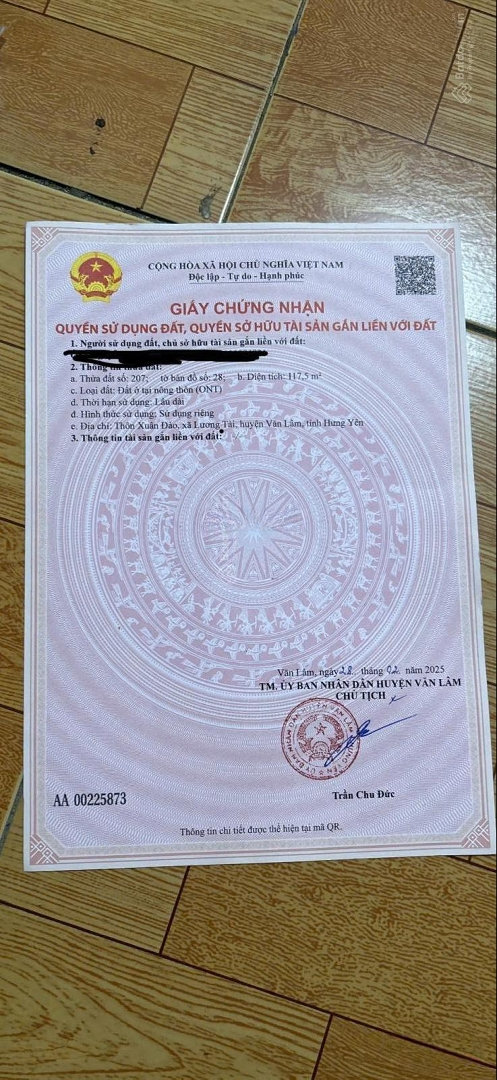 CỘNG HÒA XÃ HỘI CHỦ NGHĨA VIỆT NAM
Độc lập - Tự do - Hạnh phúc
GIẤY CHỨNG NHẬN
QUYỀN SỬ DỤNG ĐẤT, QUYỀN SỞ HỮU TÀI SẢN GẮN LIỀN VỚI ĐẤT
1. Người sử dụng đất, chủ sở hữu tài sản gắn liền với đất:
2. Thông tin thửa đất:
a. Thửa đất số: 207; tờ bản đồ số: 28; b. Diện tích: 117,5 m²
c. Loại đất: Đất ở tại nông thôn (ONT)
d. Thời hạn sử dụng: Lâu dài
đ. Hình thức sử dụng: Sử dụng riêng
e. Địa chỉ: Thôn Xuân Đào, xã Lương Tài, huyện Văn Lâm, tỉnh Hưng Yên
3. Thông tin tài sản gắn liền với đất:
Văn Lâm, ngày 28 tháng 02 năm 2025
TM. ỦY BAN NHÂN DÂN HUYỆN VĂN LÂM
CHỦ TỊCH
Trần Chu Đức
AA 00225873
Thông tin chi tiết được thể hiện tại mã QR.